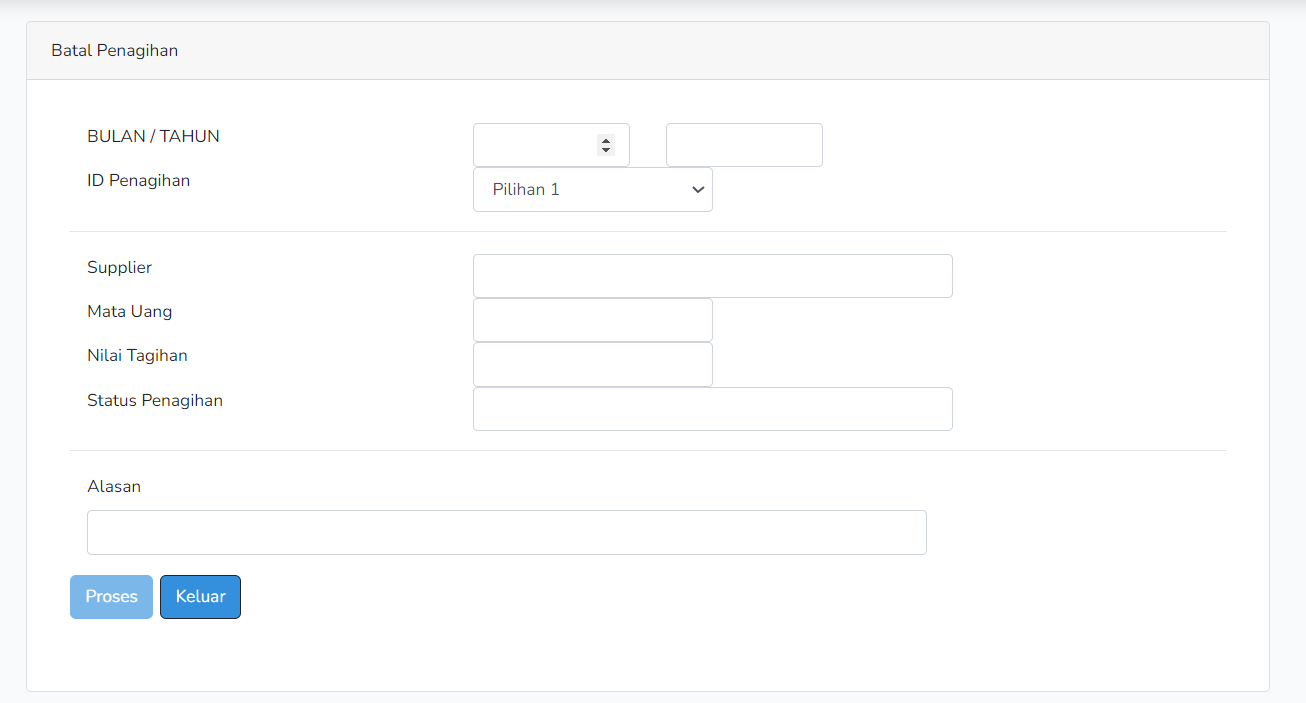 Batal Penagihan
BULAN / TAHUN
ID Penagihan
Pilihan 1
Supplier
Mata Uang
Nilai Tagihan
Status Penagihan
Alasan
Proses
Keluar